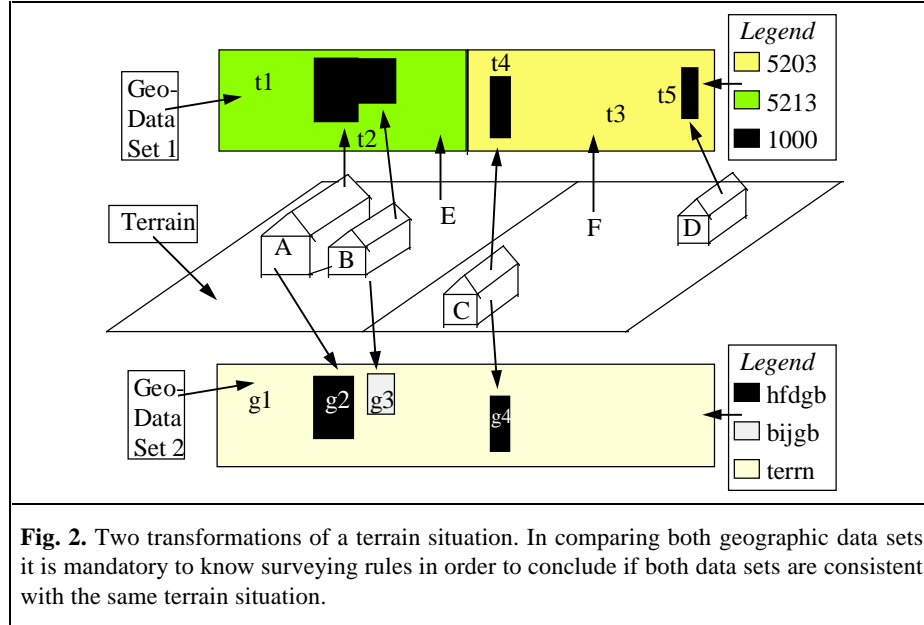 Legend
5203
5213
1000
Geo-
Data
Set 1
t1
t2
t4
t3
t5
Terrain
A
B
E
C
F
D
Geo-
Data
Set 2
g1
g2
g3
g4
Legend
hfdgb
bijgb
terrn
Fig. 2. Two transformations of a terrain situation. In comparing both geographic data sets
it is mandatory to know surveying rules in order to conclude if both data sets are consistent
with the same terrain situation.